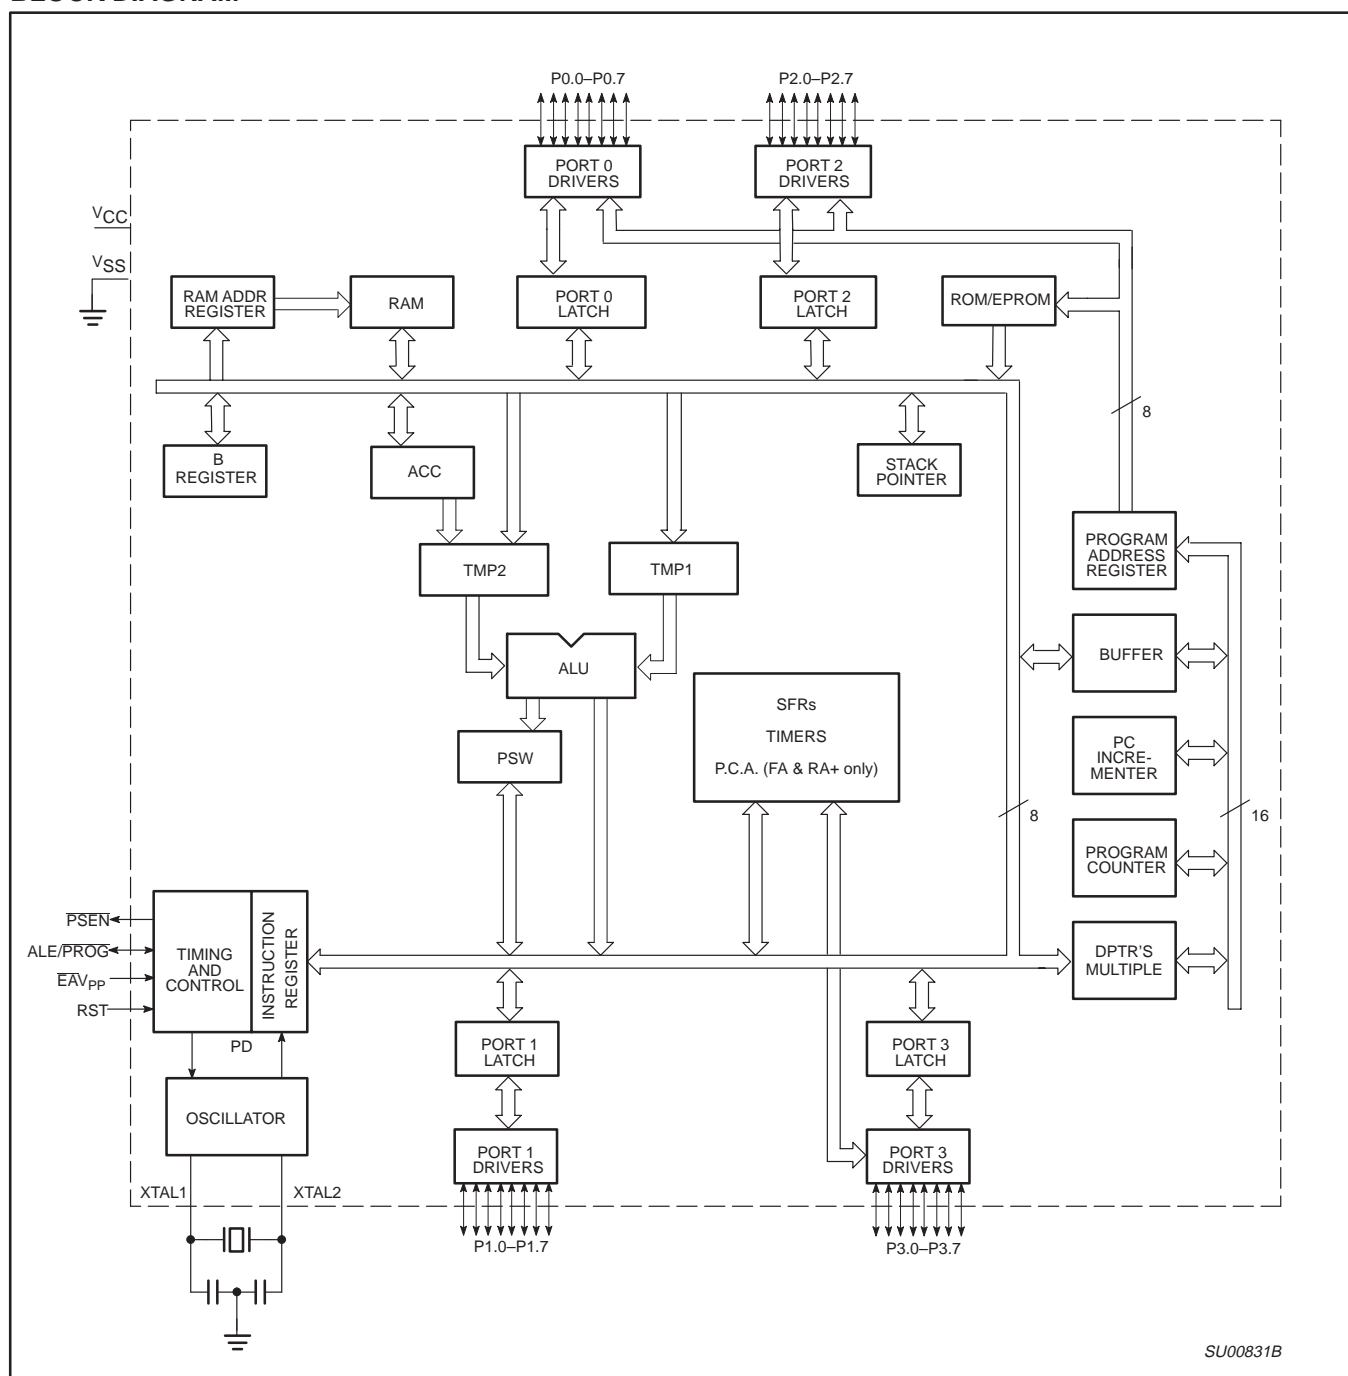 P0.0–P0.7
P2.0–P2.7
PORT 0
DRIVERS
PORT 2
DRIVERS
VCC
VSS
RAM ADDR
REGISTER
RAM
PORT 0
LATCH
PORT 2
LATCH
ROM/EPROM
8
B
REGISTER
ACC
STACK
POINTER
PROGRAM
ADDRESS
REGISTER
TMP2
TMP1
BUFFER
ALU
SFRs
TIMERS
P.C.A. (FA & RA+ only)
PSW
PC
INCRE-
MENTER
8
16
PROGRAM
COUNTER
PSEN
ALE/PROG
EAVPP
RST
TIMING
AND
CONTROL
INSTRUCTION
REGISTER
DPTR'S
MULTIPLE
PD
PORT 1
LATCH
PORT 3
LATCH
OSCILLATOR
PORT 1
DRIVERS
PORT 3
DRIVERS
XTAL1
XTAL2
P1.0–P1.7
P3.0–P3.7
SU00831B